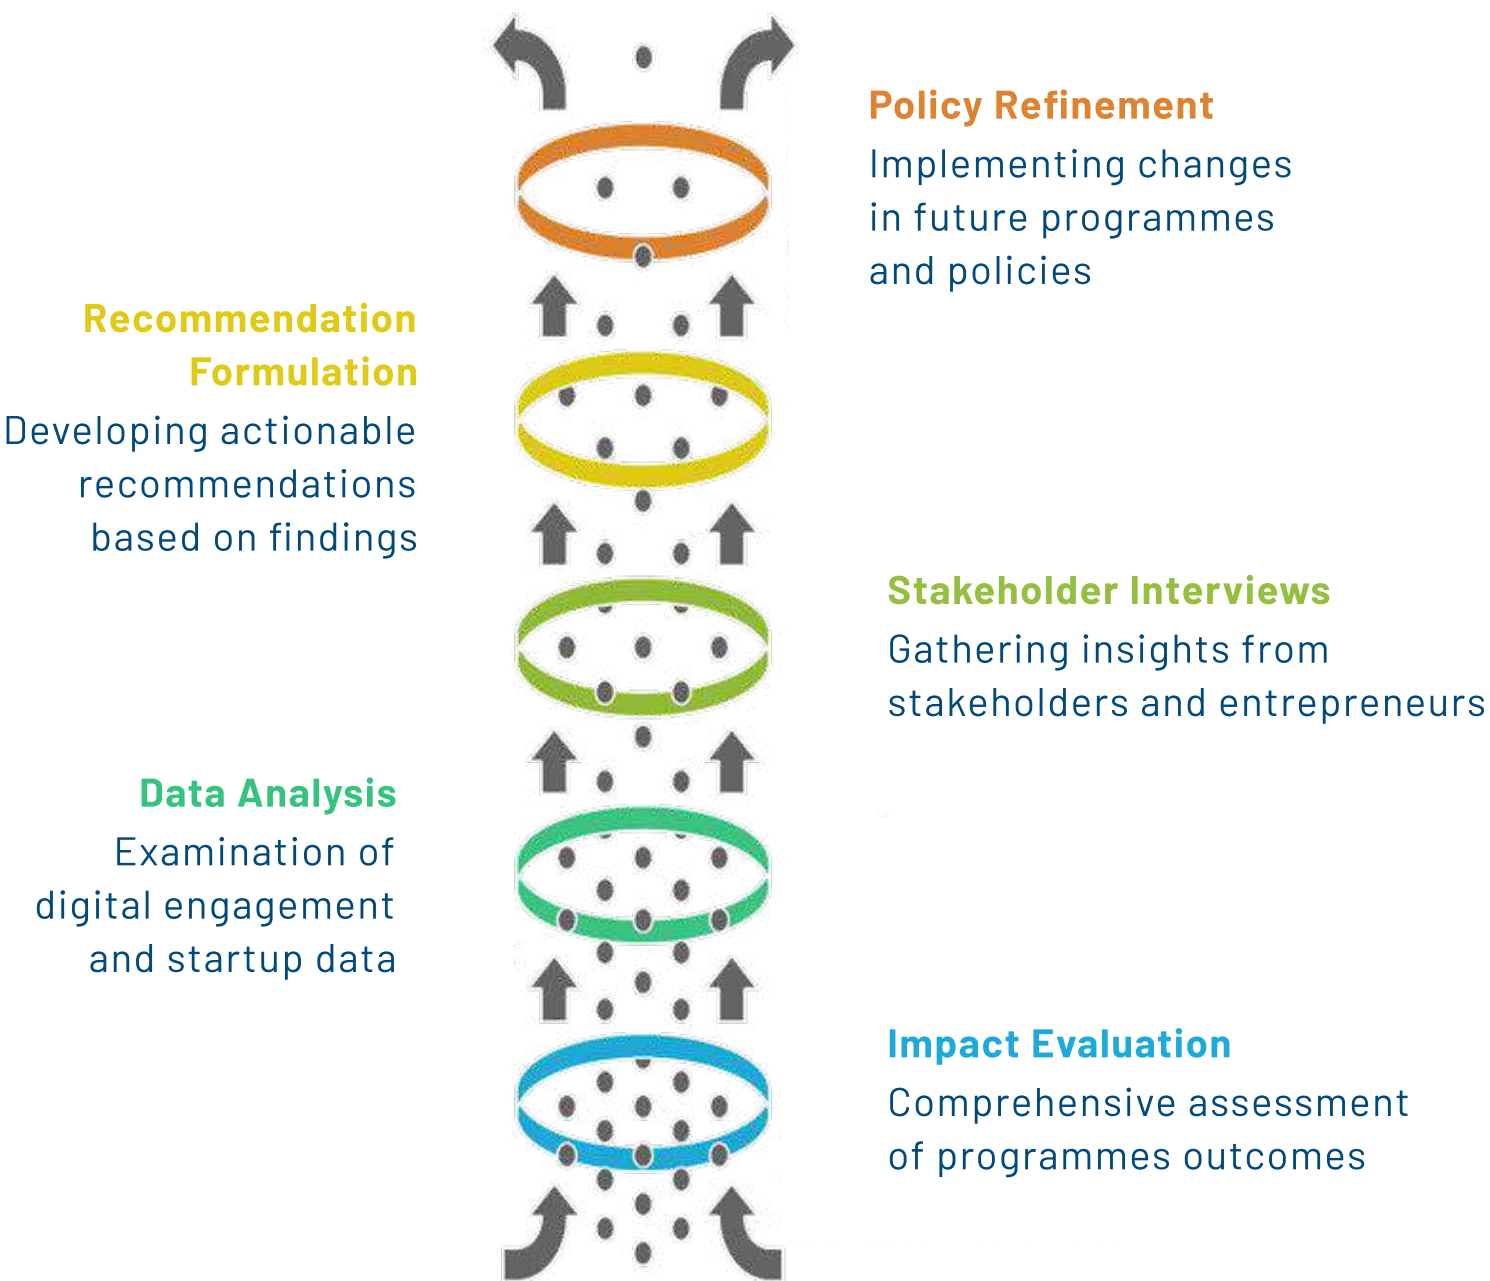 Policy Refinement
Implementing changes
in future programmes
and policies
Recommendation
Formulation
Developing actionable
recommendations
based on findings
Stakeholder Interviews
Gathering insights from
stakeholders and entrepreneurs
Data Analysis
Examination of
digital engagement
and startup data
Impact Evaluation
Comprehensive assessment
of programmes outcomes